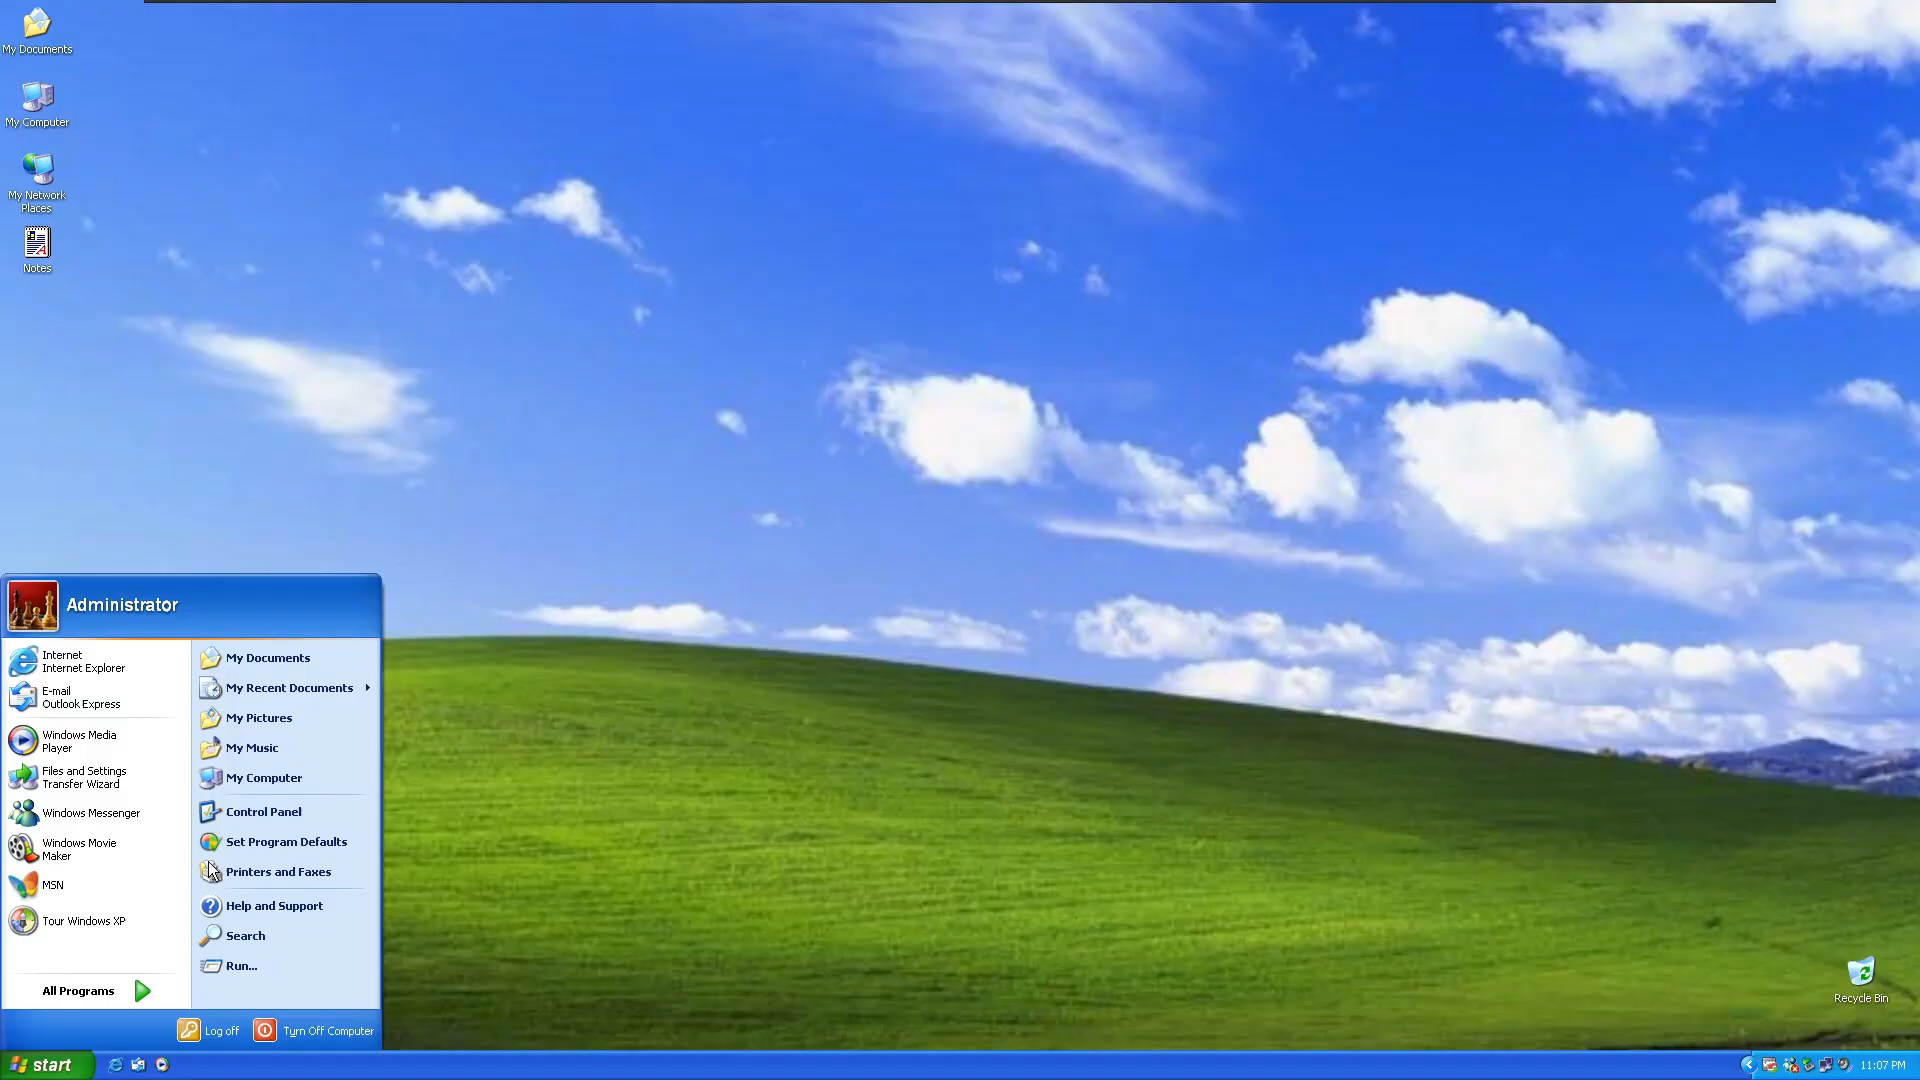 My Documents
My Computer
My Network
Places
Notes
Recycle Bin
Administrator
Internet
Internet Explorer
E-mail
Outlook Express
Windows Media
Player
Files and Settings
Transfer Wizard
Windows Messenger
Windows Movie
Maker
MSN
Tour Windows XP
All Programs
My Documents
My Recent Documents
My Pictures
My Music
My Computer
Control Panel
Set Program Defaults
Printers and Faxes
Help and Support
Search
Run...
Log off
Turn Off Computer
start
11:07 PM